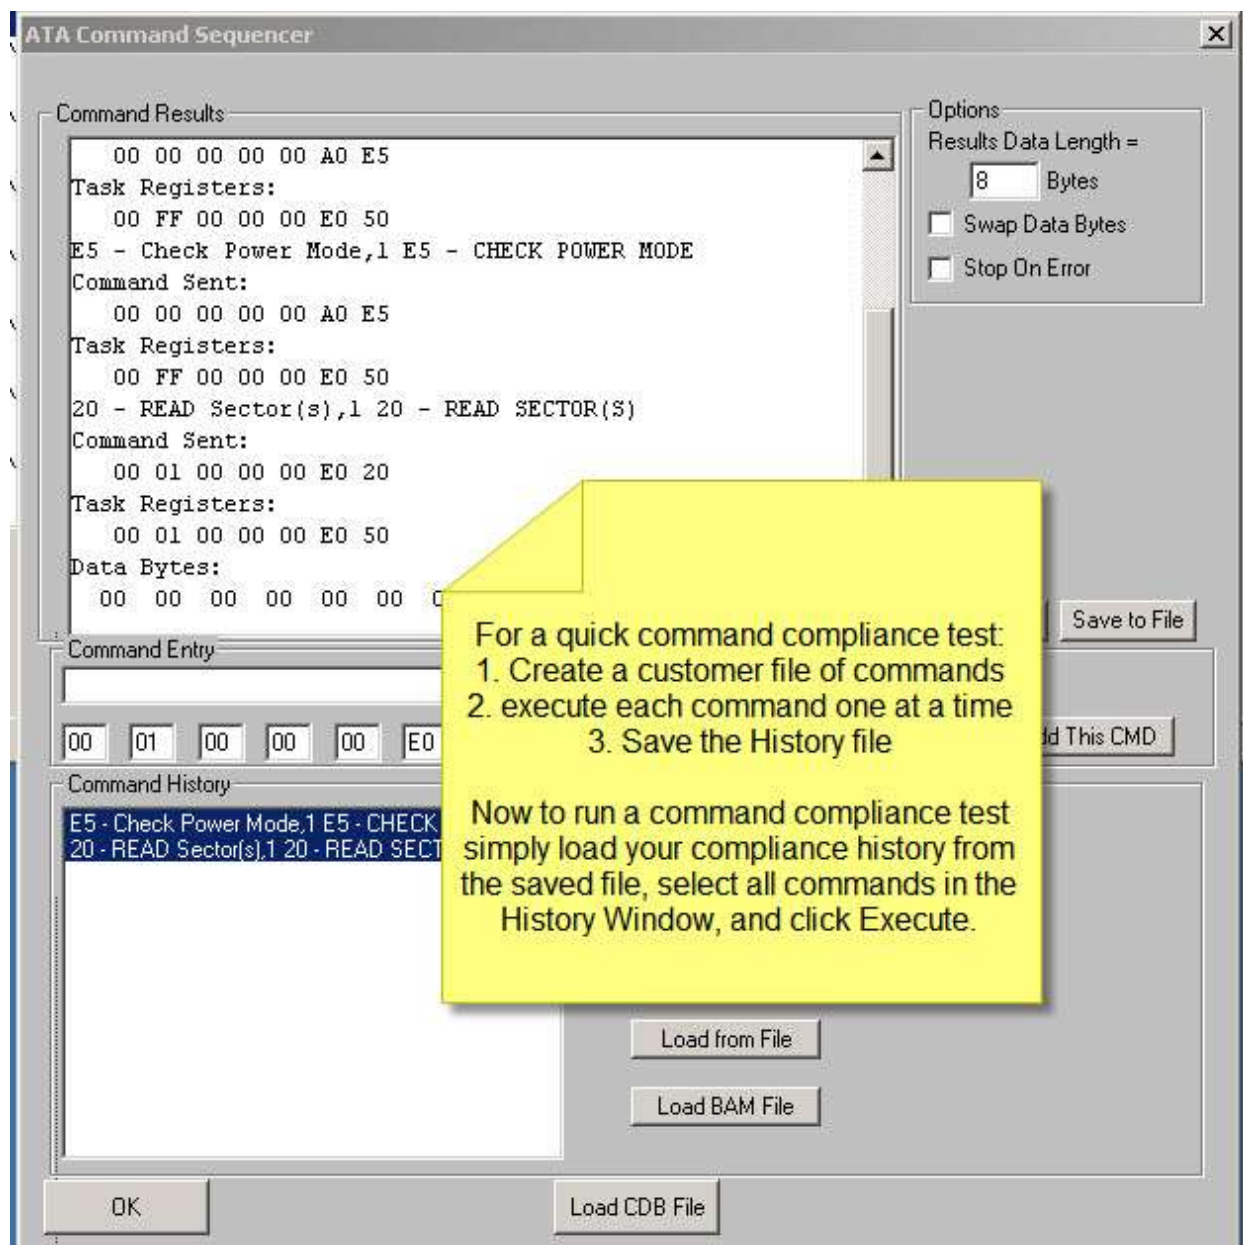 ATA Command Sequencer
Command Results
00 00 00 00 00 A0 E5
Task Registers:
00 FF 00 00 00 E0 50
E5 - Check Power Mode,1 E5 - CHECK POWER MODE
Command Sent:
00 00 00 00 00 A0 E5
Task Registers:
00 FF 00 00 00 E0 50
20 - READ Sector(s),1 20 - READ SECTOR(S)
Command Sent:
00 01 00 00 00 E0 20
Task Registers:
00 01 00 00 00 E0 50
Data Bytes:
00 00 00 00 00 00
Options
Results Data Length =
8 Bytes
Swap Data Bytes
Stop On Error
Save to File
For a quick command compliance test:
1. Create a customer file of commands
2. execute each command one at a time
3. Save the History file
Now to run a command compliance test
simply load your compliance history from
the saved file, select all commands in the
History Window, and click Execute.
Command Entry
00 01 00 00 00 E0
This CMD
Command History
E5 - Check Power Mode,1 E5 - CHECK
20 - READ Sector(s),1 20 - READ
Load from File
Load BAM File
OK
Load CDB File